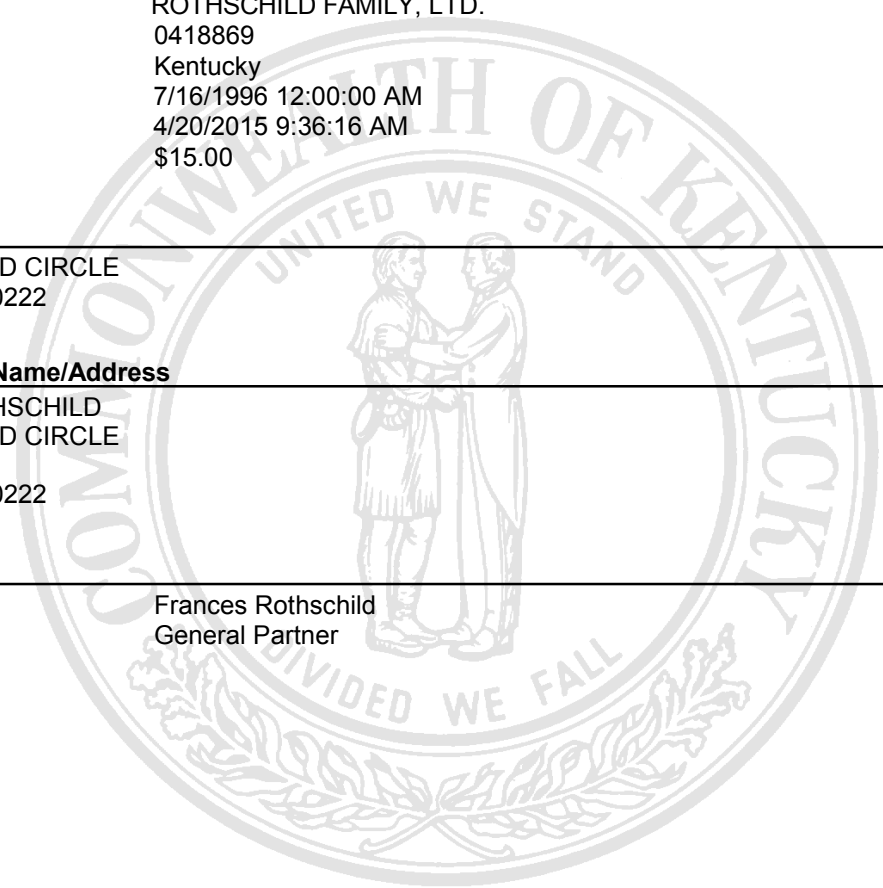 ROTHSCHILD FAMILY, LTD.
0418869
Kentucky
7/16/1996 12:00:00 AM
4/20/2015 9:36:16 AM
$15.00
D CIRCLE
0222
Name/Address
HSCHILD
D CIRCLE
0222
Frances Rothschild
General Partner
COMMONWEALTH OF KENTUCKY
UNITED WE STAND
DIVIDED WE FALL